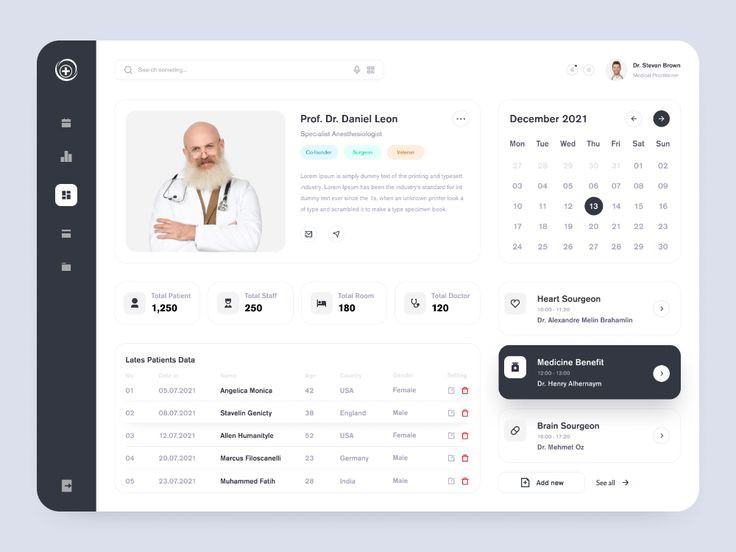 Search someting...
Dr. Stevan Brown
Medical Practitioner
Prof. Dr. Daniel Leon
Specialist Anesthesiologist
Co-founder
Surgeon
Veteran
Lorem Ipsum is simply dummy text of the printing and typesett
industry. Lorem Ipsum has been the industry's standard for int
dummy text ever since the 1s, when an unknown printer took a
of type and scrambled it to make a type specimen book.
December 2021
Mon Tue Wed Thu Fri Sat Sun
27 28 29 30 31 01 02
03 04 05 06 07 08 09
10 11 12 13 14 15 16
17 18 19 20 21 22 23
24 25 26 27 28 29 30
Total Patient
1,250
Total Staff
250
Total Room
180
Total Doctor
120
Lates Patients Data
No Date in Name Age Country Gender Setting
01 05.07.2021 Angelica Monica 42 USA Female
02 08.07.2021 Stavelin Genicty 38 England Male
03 12.07.2021 Allen Humanityle 52 USA Female
04 20.07.2021 Marcus Filoscanelli 23 Germany Male
05 23.07.2021 Muhammed Fatih 28 India Male
Heart Sourgeon
10:00 - 11:20
Dr. Alexandre Melin Brahamlin
Medicine Benefit
12:00 - 13:00
Dr. Henry Alhernaym
Brain Sourgeon
16:00 - 17:20
Dr. Mehmet Oz
Add new
See all